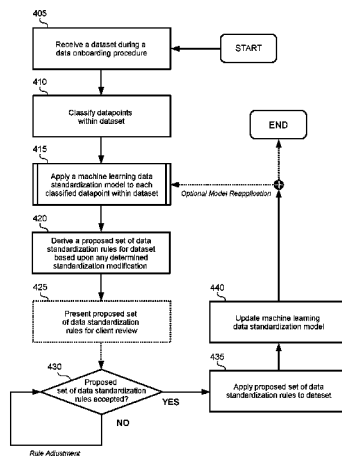 405
Receive a dataset during a
data onboarding procedure
START
410
Classify datapoints
within dataset
END
415
Apply a machine learning data
standardization model to each
classified datapoint within dataset
Optional Model Reapplication
420
Derive a proposed set of data
standardization rules for dataset
based upon any determined
standardization modification
425
Present proposed set
of data standardization
rules for client review
440
Update machine learning
data standardization model
430
Proposed
set of data standardization
rules accepted?
YES
NO
435
Apply proposed set of data
standardization rules to dataset
Rule Adjustment